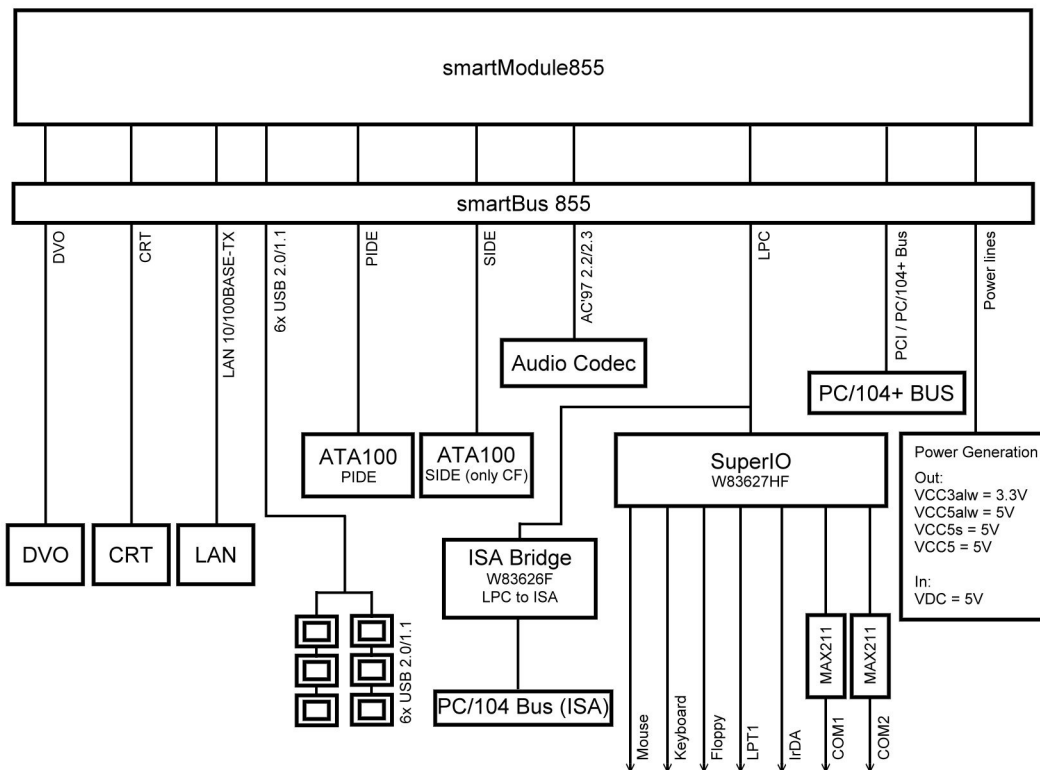 smartModule855
smartBus 855
DVO
CRT
LAN 10/100BASE-TX
6x USB 2.0/1.1
PIDE
SIDE
AC'97 2.2/2.3
LPC
PCI / PC/104+ Bus
Power lines
Audio Codec
PC/104+ BUS
ATA100
PIDE
ATA100
SIDE (only CF)
SuperIO
W83627HF
Power Generation
Out:
VCC3alw = 3.3V
VCC5alw = 5V
VCC5s = 5V
VCC5 = 5V
In:
VDC = 5V
DVO
CRT
LAN
ISA Bridge
W83626F
LPC to ISA
6x USB 2.0/1.1
MAX211
MAX211
PC/104 Bus (ISA)
Mouse
Keyboard
Floppy
LPT1
IrDA
COM1
COM2